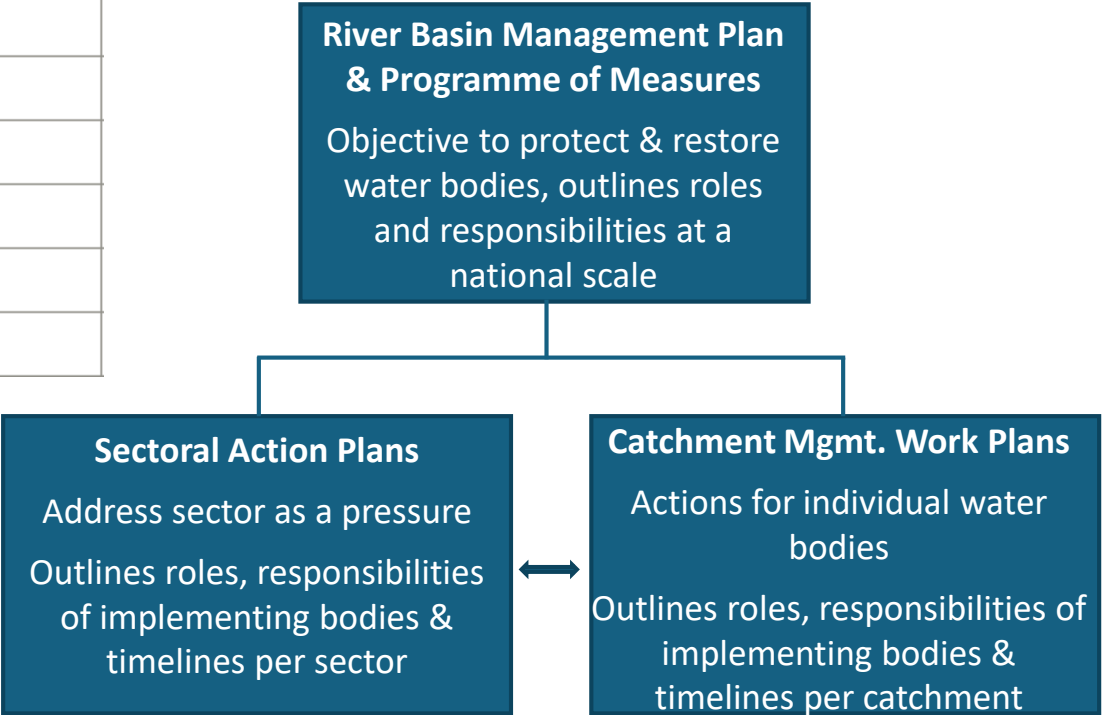 River Basin Management Plan
& Programme of Measures
Objective to protect & restore
water bodies, outlines roles
and responsibilities at a
national scale
Sectoral Action Plans
Address sector as a pressure
Outlines roles, responsibilities
of implementing bodies &
timelines per sector
Catchment Mgmt. Work Plans
Actions for individual water
bodies
Outlines roles, responsibilities of
implementing bodies &
timelines per catchment